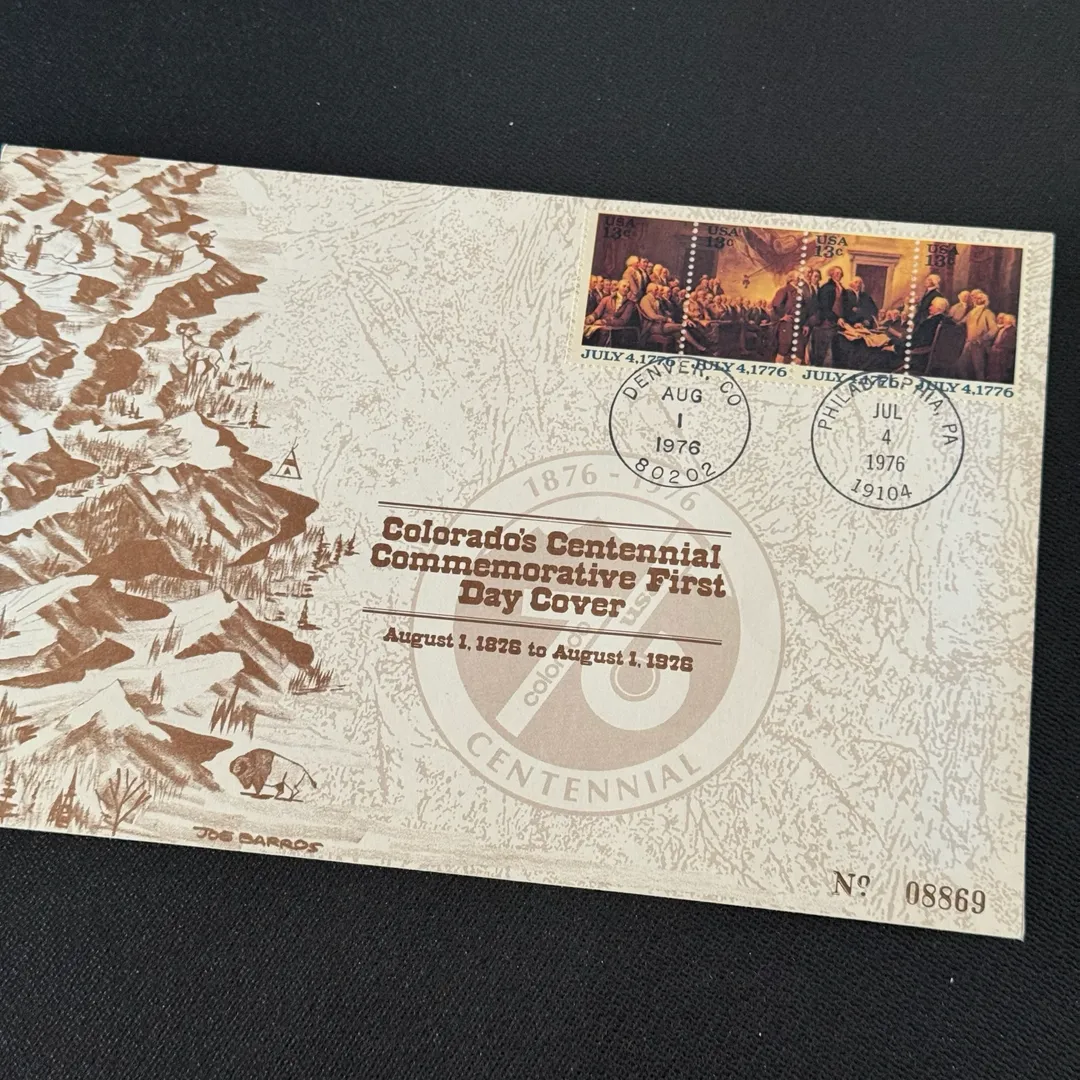 USA
13c
USA
13c
USA
13c
USA
13c
JULY 4,1776
JULY 4,1776
JULY 4,1776
JULY 4,1776
DENVER, CO
AUG
1
1976
80202
PHILADELPHIA, PA
JUL
4
1976
19104
1876 - 1976
Colorado's Centennial
Commemorative First
Day Cover
August 1, 1876 to August 1, 1976
colorado
USA
CENTENNIAL
JOE BARROS
Nº 08869